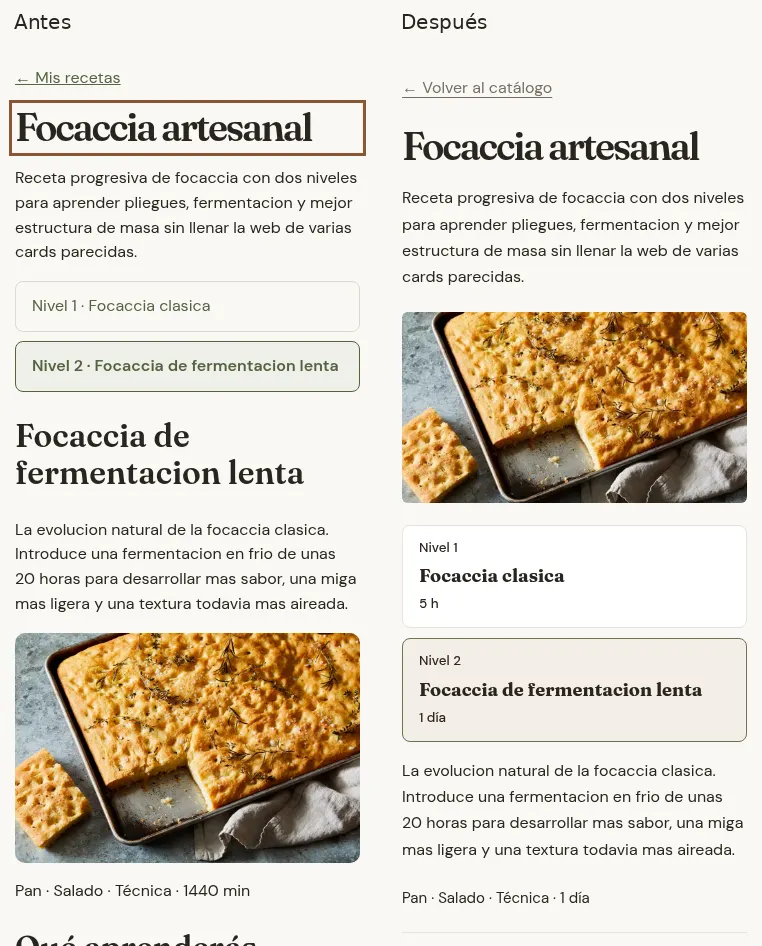 Antes
← Mis recetas
Focaccia artesanal
Receta progresiva de focaccia con dos niveles
para aprender pliegues, fermentacion y mejor
estructura de masa sin llenar la web de varias
cards parecidas.
Nivel 1 · Focaccia clasica
Nivel 2 · Focaccia de fermentacion lenta
Focaccia de
fermentacion lenta
La evolucion natural de la focaccia clasica.
Introduce una fermentacion en frio de unas
20 horas para desarrollar mas sabor, una miga
mas ligera y una textura todavia mas aireada.
Pan · Salado · Técnica · 1440 min
Qué aprenderás
Después
← Volver al catálogo
Focaccia artesanal
Receta progresiva de focaccia con dos niveles
para aprender pliegues, fermentacion y mejor
estructura de masa sin llenar la web de varias
cards parecidas.
Nivel 1
Focaccia clasica
5 h
Nivel 2
Focaccia de fermentacion lenta
1 día
La evolucion natural de la focaccia clasica.
Introduce una fermentacion en frio de unas
20 horas para desarrollar mas sabor, una miga
mas ligera y una textura todavia mas aireada.
Pan · Salado · Técnica · 1 día